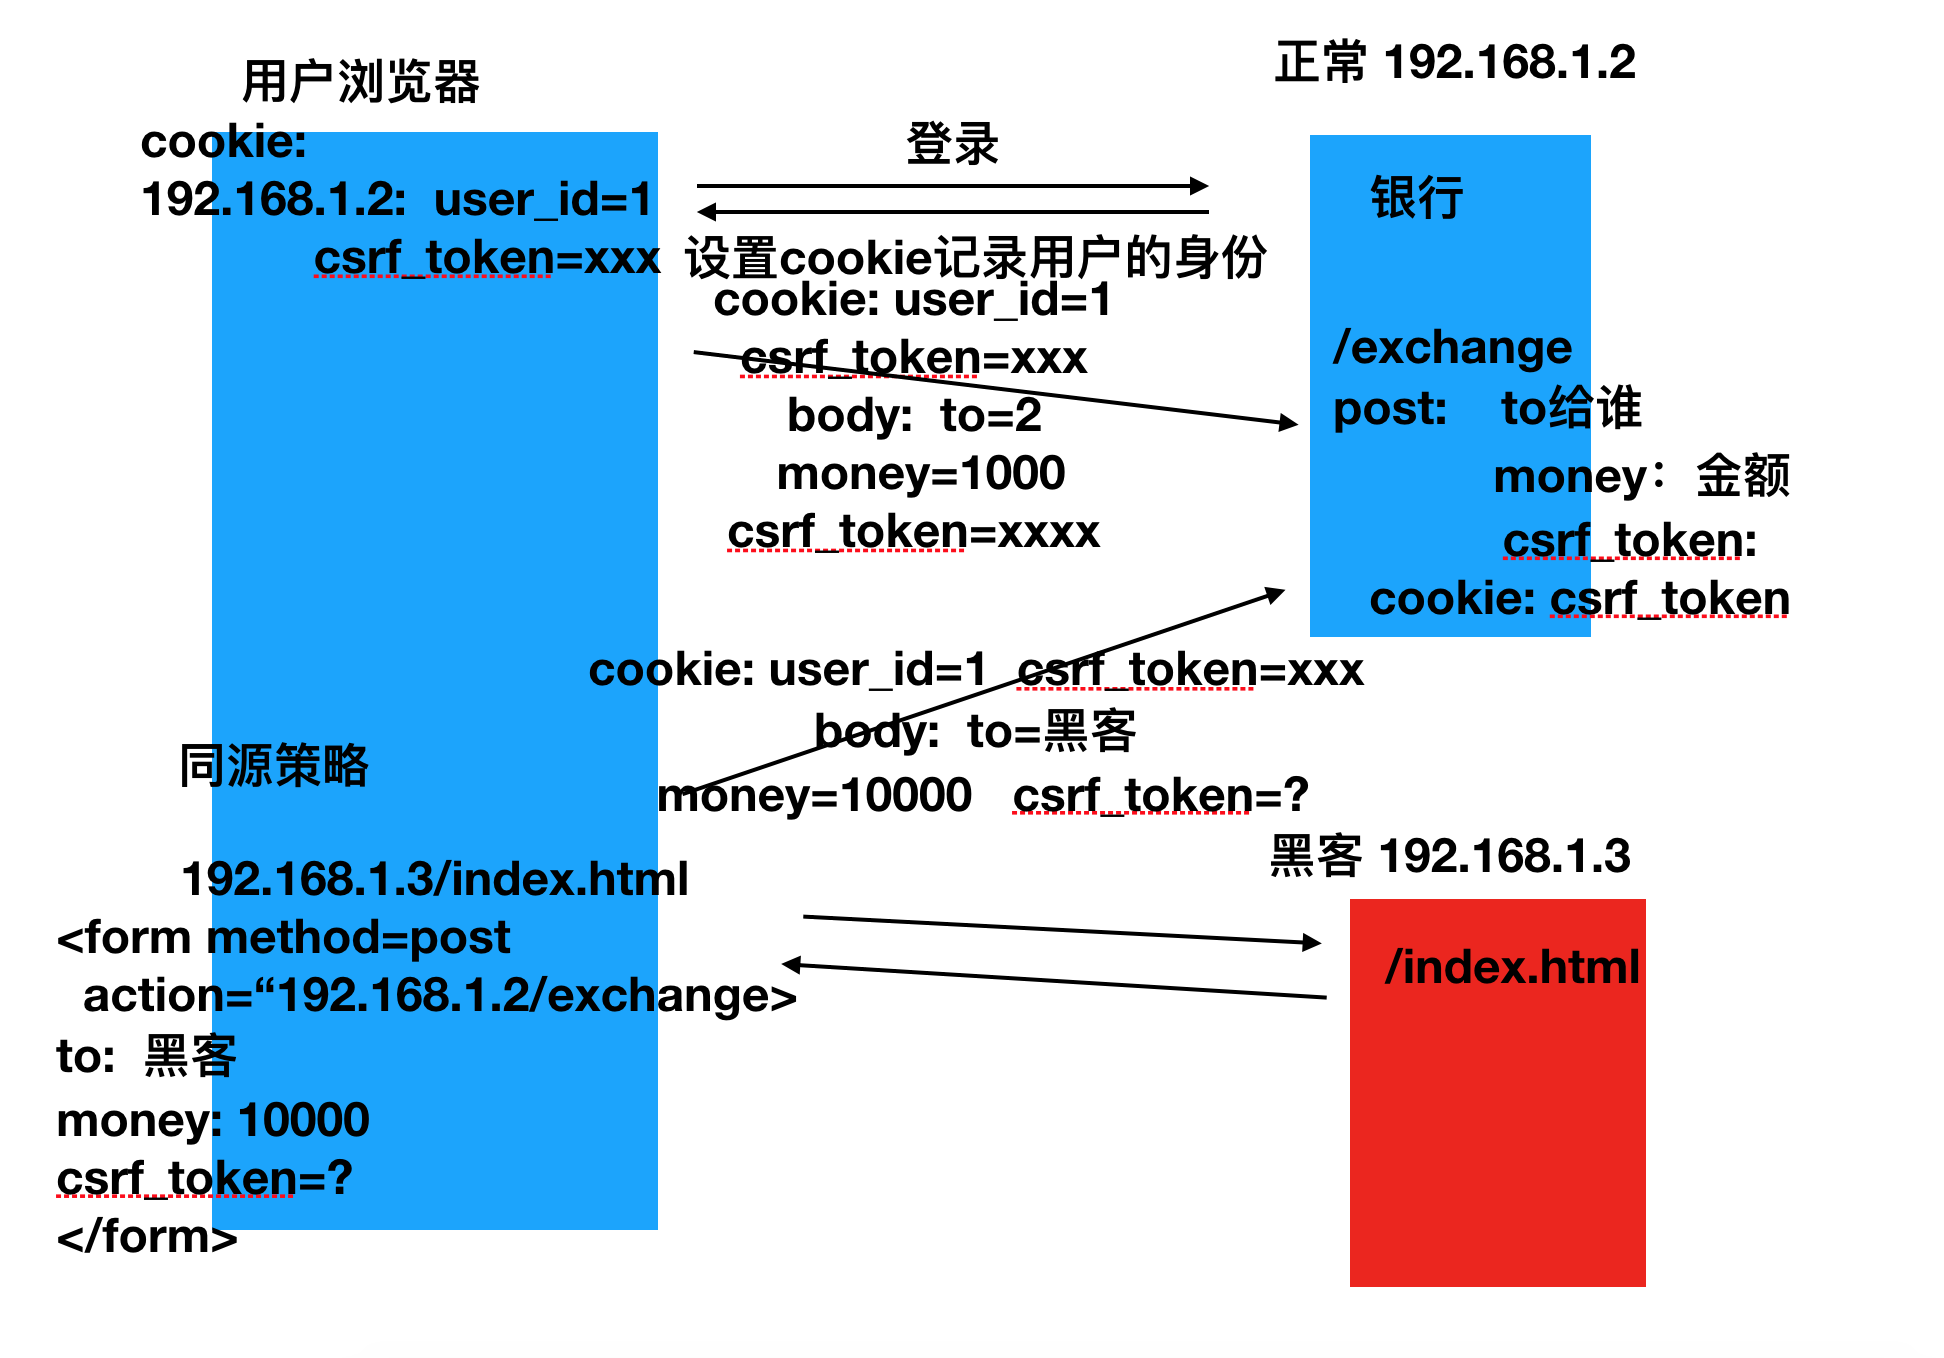 用户浏览器
cookie:
192.168.1.2:  user_id=1
csrf_token=xxx
登录
设置cookie记录用户的身份
cookie: user_id=1
csrf_token=xxx
body:  to=2
money=1000
csrf_token=xxxx
正常 192.168.1.2
银行
/exchange
post:    to给谁
money：金额
csrf_token:
cookie: csrf_token
cookie: user_id=1  csrf_token=xxx
body:  to=黑客
money=10000   csrf_token=?
同源策略
192.168.1.3/index.html
<form method=post
action=“192.168.1.2/exchange>
to:  黑客
money: 10000
csrf_token=?
</form>
黑客 192.168.1.3
/index.html